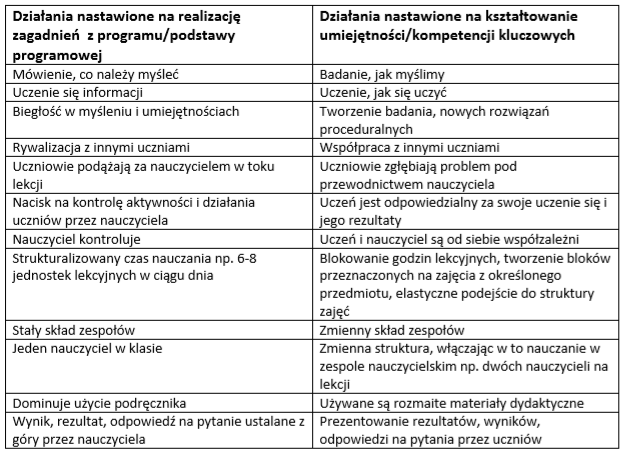 Działania nastawione na realizację
zagadnień z programu/podstawy
programowej
Działania nastawione na kształtowanie
umiejętności/kompetencji kluczowych
Mówienie, co należy myśleć
Badanie, jak myślimy
Uczenie się informacji
Uczenie, jak się uczyć
Biegłość w myśleniu i umiejętnościach
Tworzenie badania, nowych rozwiązań
proceduralnych
Rywalizacja z innymi uczniami
Współpraca z innymi uczniami
Uczniowie podążają za nauczycielem w toku
lekcji
Uczniowie zgłębiają problem pod
przewodnictwem nauczyciela
Nacisk na kontrolę aktywności i działania
uczniów przez nauczyciela
Uczeń jest odpowiedzialny za swoje uczenie się i
jego rezultaty
Nauczyciel kontroluje
Uczeń i nauczyciel są od siebie współzależni
Strukturalizowany czas nauczania np. 6-8
jednostek lekcyjnych w ciągu dnia
Blokowanie godzin lekcyjnych, tworzenie bloków
przeznaczonych na zajęcia z określonego
przedmiotu, elastyczne podejście do struktury
zajęć
Stały skład zespołów
Zmienny skład zespołów
Jeden nauczyciel w klasie
Zmienna struktura, włączając w to nauczanie w
zespole nauczycielskim np. dwóch nauczycieli na
lekcji
Dominuje użycie podręcznika
Używane są rozmaite materiały dydaktyczne
Wynik, rezultat, odpowiedź na pytanie ustalane z
góry przez nauczyciela
Prezentowanie rezultatów, wyników,
odpowiedzi na pytania przez uczniów